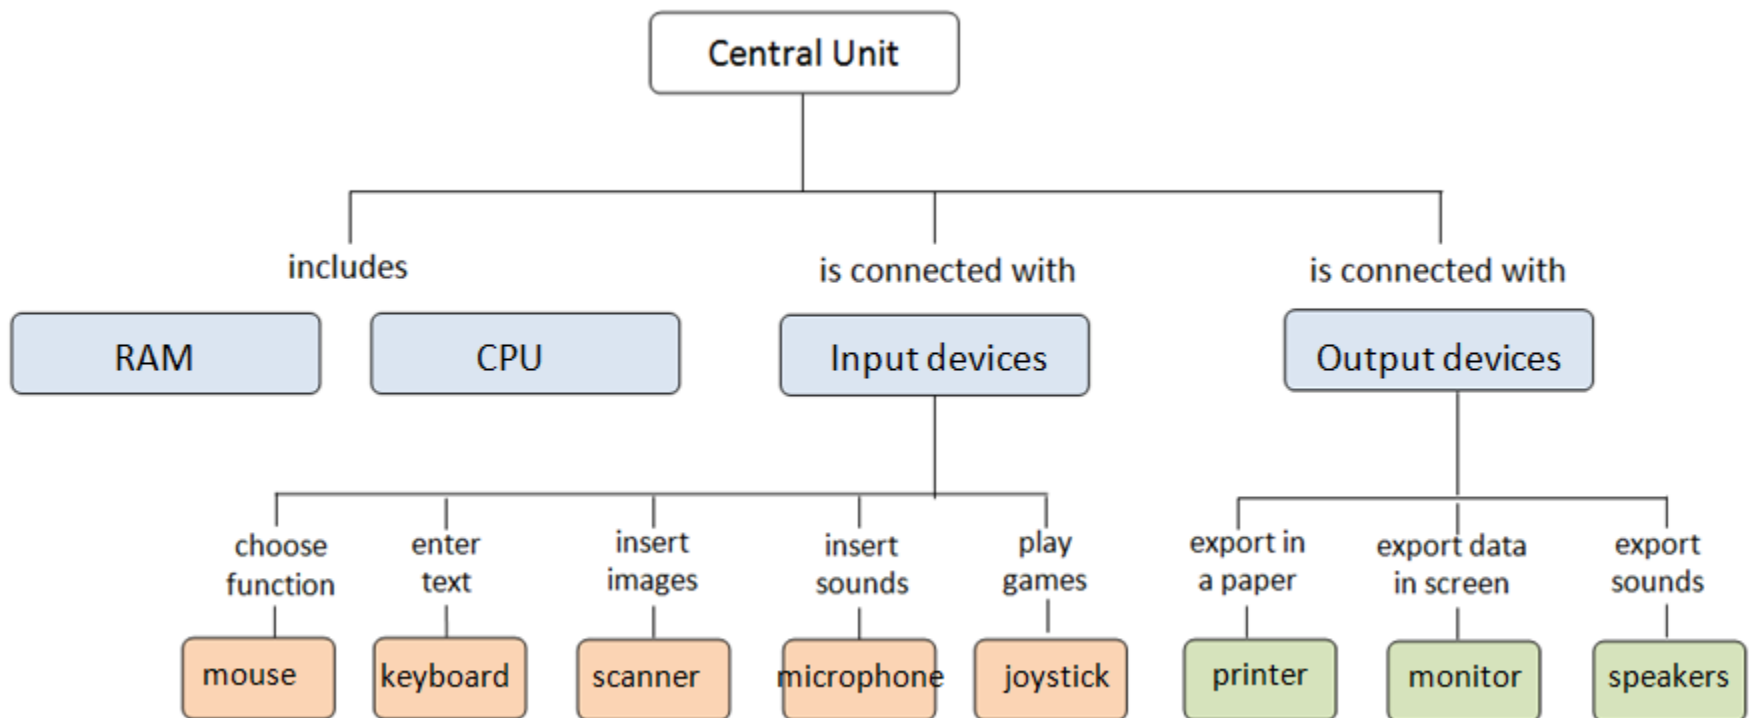 Central Unit
includes
is connected with
is connected with
RAM
CPU
Input devices
Output devices
choose
function
enter
text
insert
images
insert
sounds
play
games
export in
a paper
export data
in screen
export
sounds
mouse
keyboard
scanner
microphone
joystick
printer
monitor
speakers